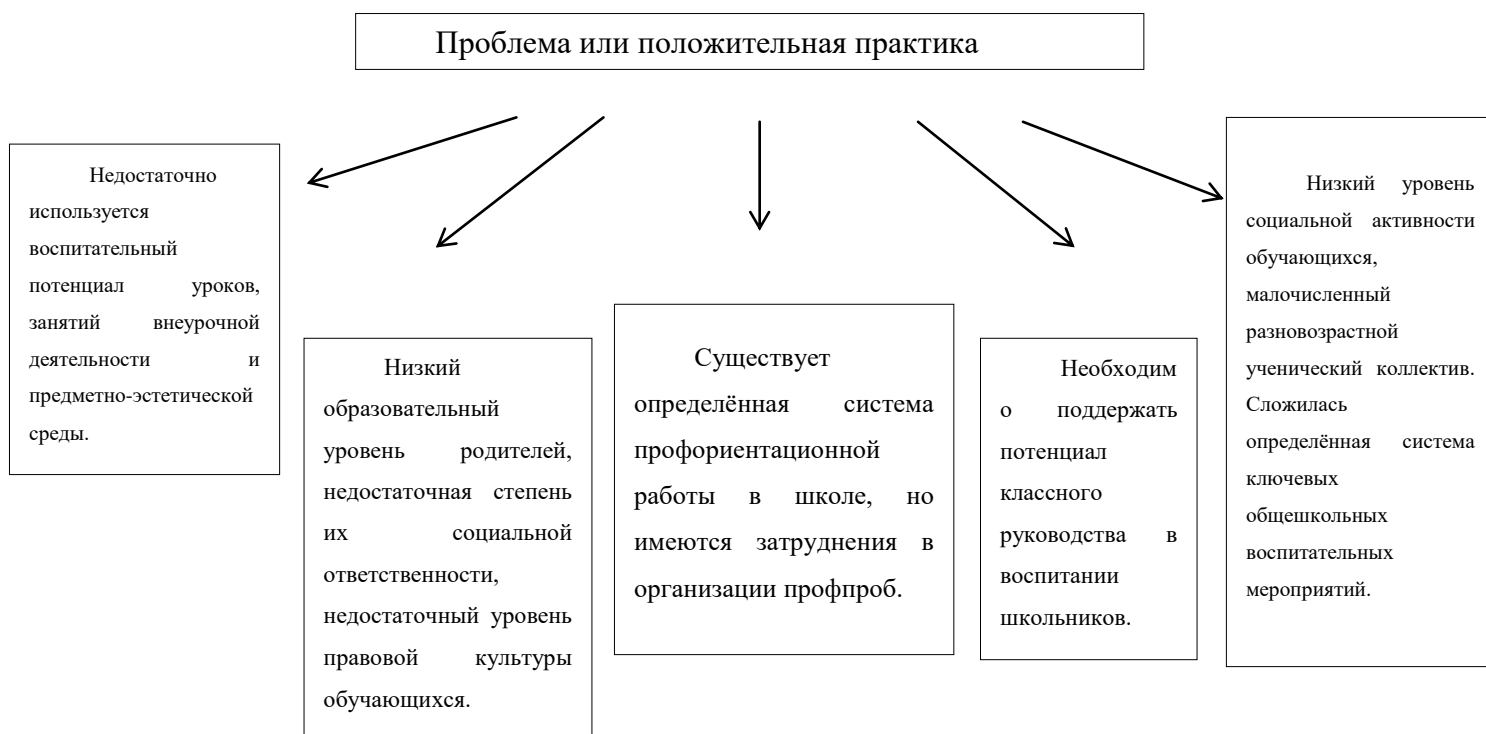 Проблема или положительная практика
Недостаточно
используется
воспитательный
потенциал уроков,
занятий внеурочной
деятельности и
предметно-эстетической
среды.
Низкий
образовательный
уровень родителей,
недостаточная степень
их социальной
ответственности,
недостаточный уровень
правовой культуры
обучающихся.
Существует
определённая система
профориентационной
работы в школе, но
имеются затруднения в
организации профпроб.
Необходим
о поддержать
потенциал
классного
руководства в
воспитании
школьников.
Низкий уровень
социальной активности
обучающихся,
малочисленный
разновозрастной
ученический коллектив.
Сложилась
определённая система
ключевых
общешкольных
воспитательных
мероприятий.